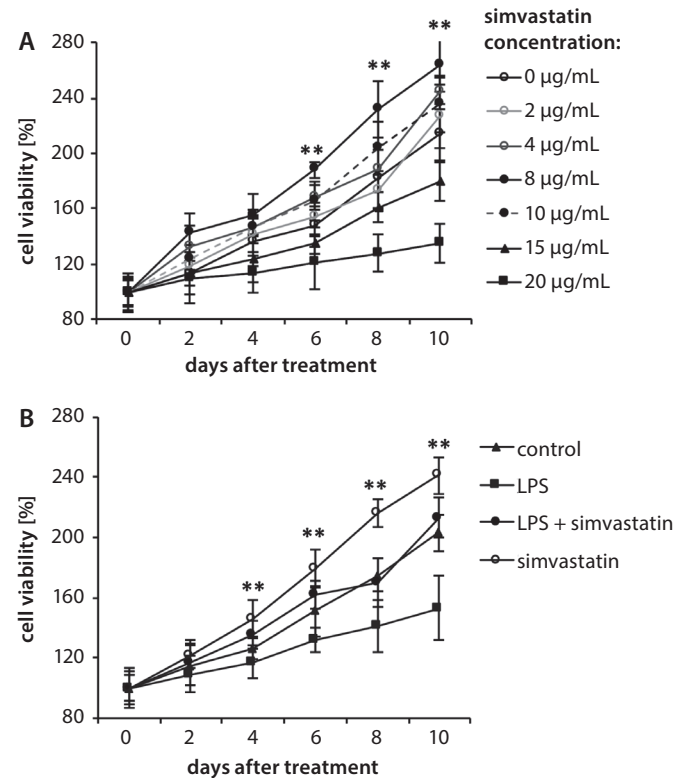 A
simvastatin
concentration:
0 µg/mL
2 µg/mL
4 µg/mL
8 µg/mL
10 µg/mL
15 µg/mL
20 µg/mL
cell viability [%]
280
240
200
160
120
80
**
**
**
0 2 4 6 8 10
days after treatment
B
control
LPS
LPS + simvastatin
simvastatin
cell viability [%]
280
240
200
160
120
80
**
**
**
**
0 2 4 6 8 10
days after treatment